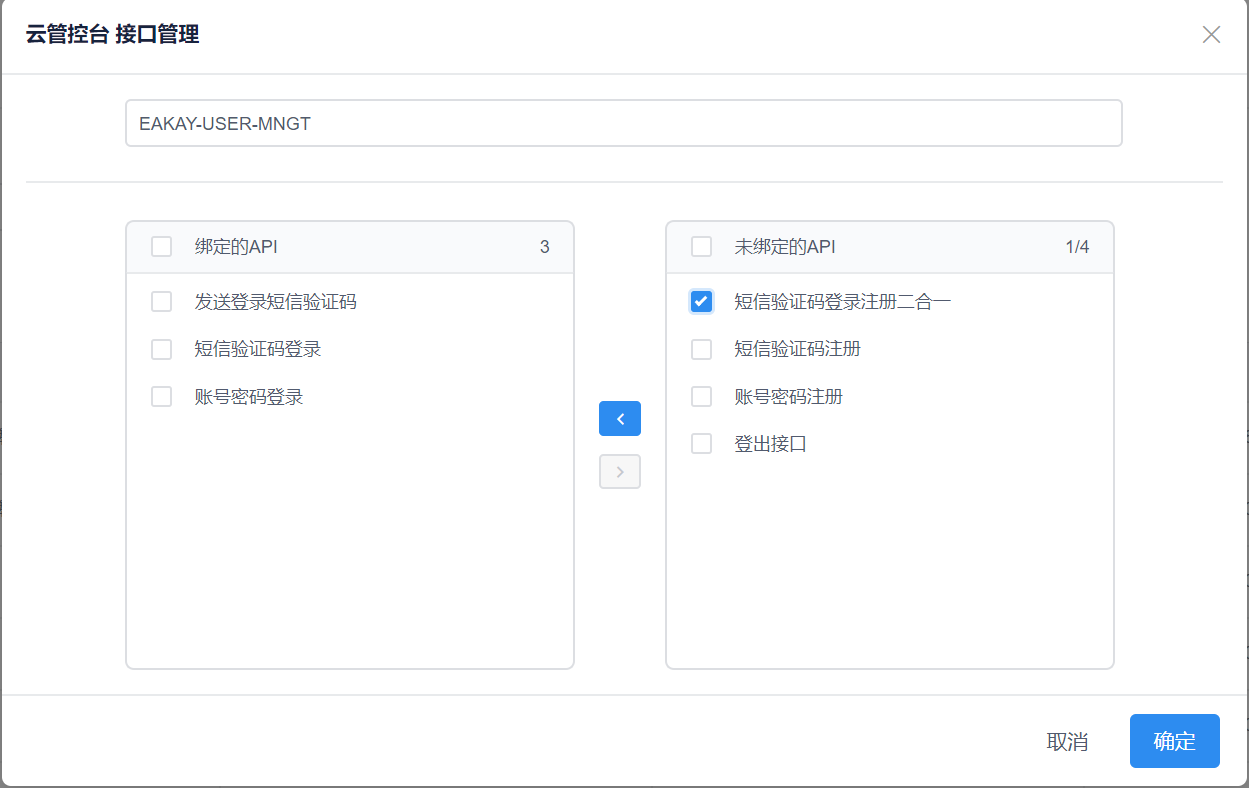 云管控台 接口管理
EAKAY-USER-MNGT
绑定的API 3
发送登录短信验证码
短信验证码登录
账号密码登录
未绑定的API 1/4
短信验证码登录注册二合一
短信验证码注册
账号密码注册
登出接口
取消 确定